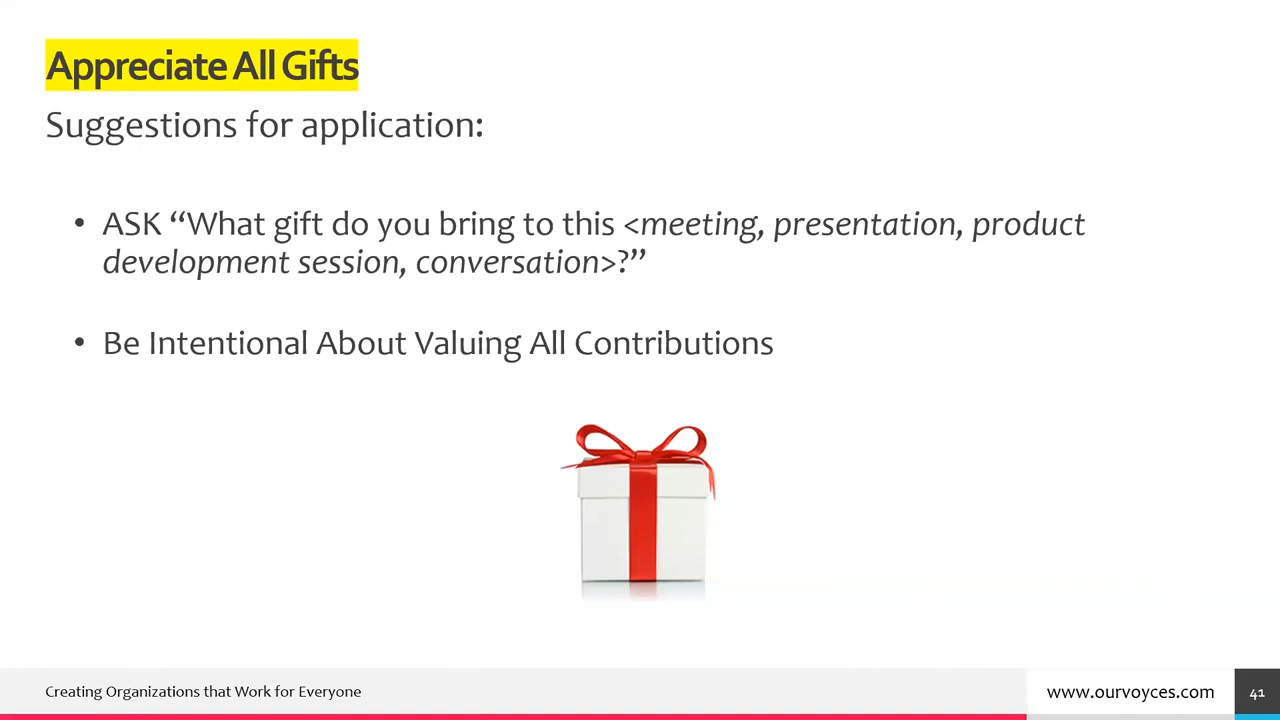 Appreciate All Gifts
Suggestions for application:
• ASK “What gift do you bring to this <meeting, presentation, product
development session, conversation>?”
• Be Intentional About Valuing All Contributions
Creating Organizations that Work for Everyone
www.ourvoyces.com
41